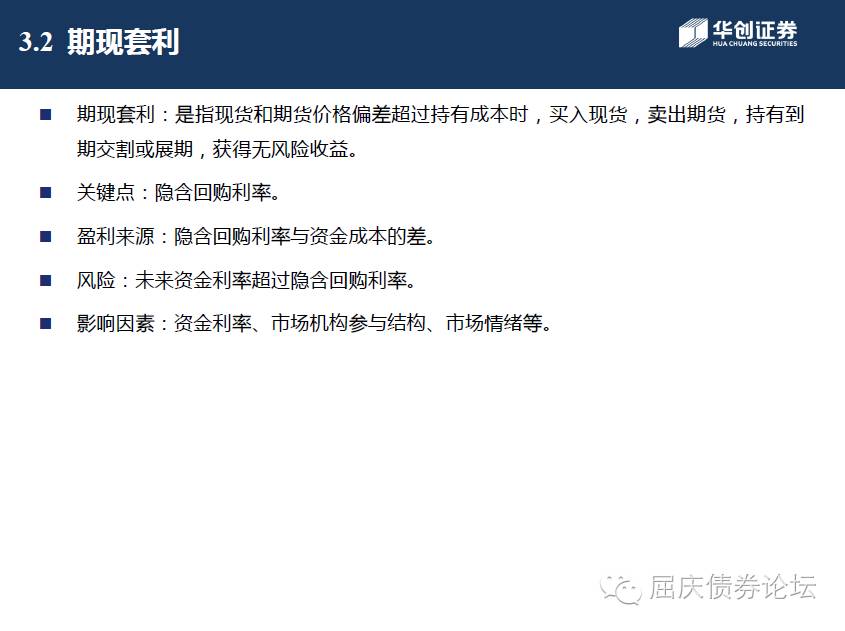 3.2 期现套利
华创证券
HUA CHUANG SECURITIES
■ 期现套利：是指现货和期货价格偏差超过持有成本时，买入现货，卖出期货，持有到
期交割或展期，获得无风险收益。
■ 关键点：隐含回购利率。
■ 盈利来源：隐含回购利率与资金成本的差。
■ 风险：未来资金利率超过隐含回购利率。
■ 影响因素：资金利率、市场机构参与结构、市场情绪等。
屈庆债券论坛